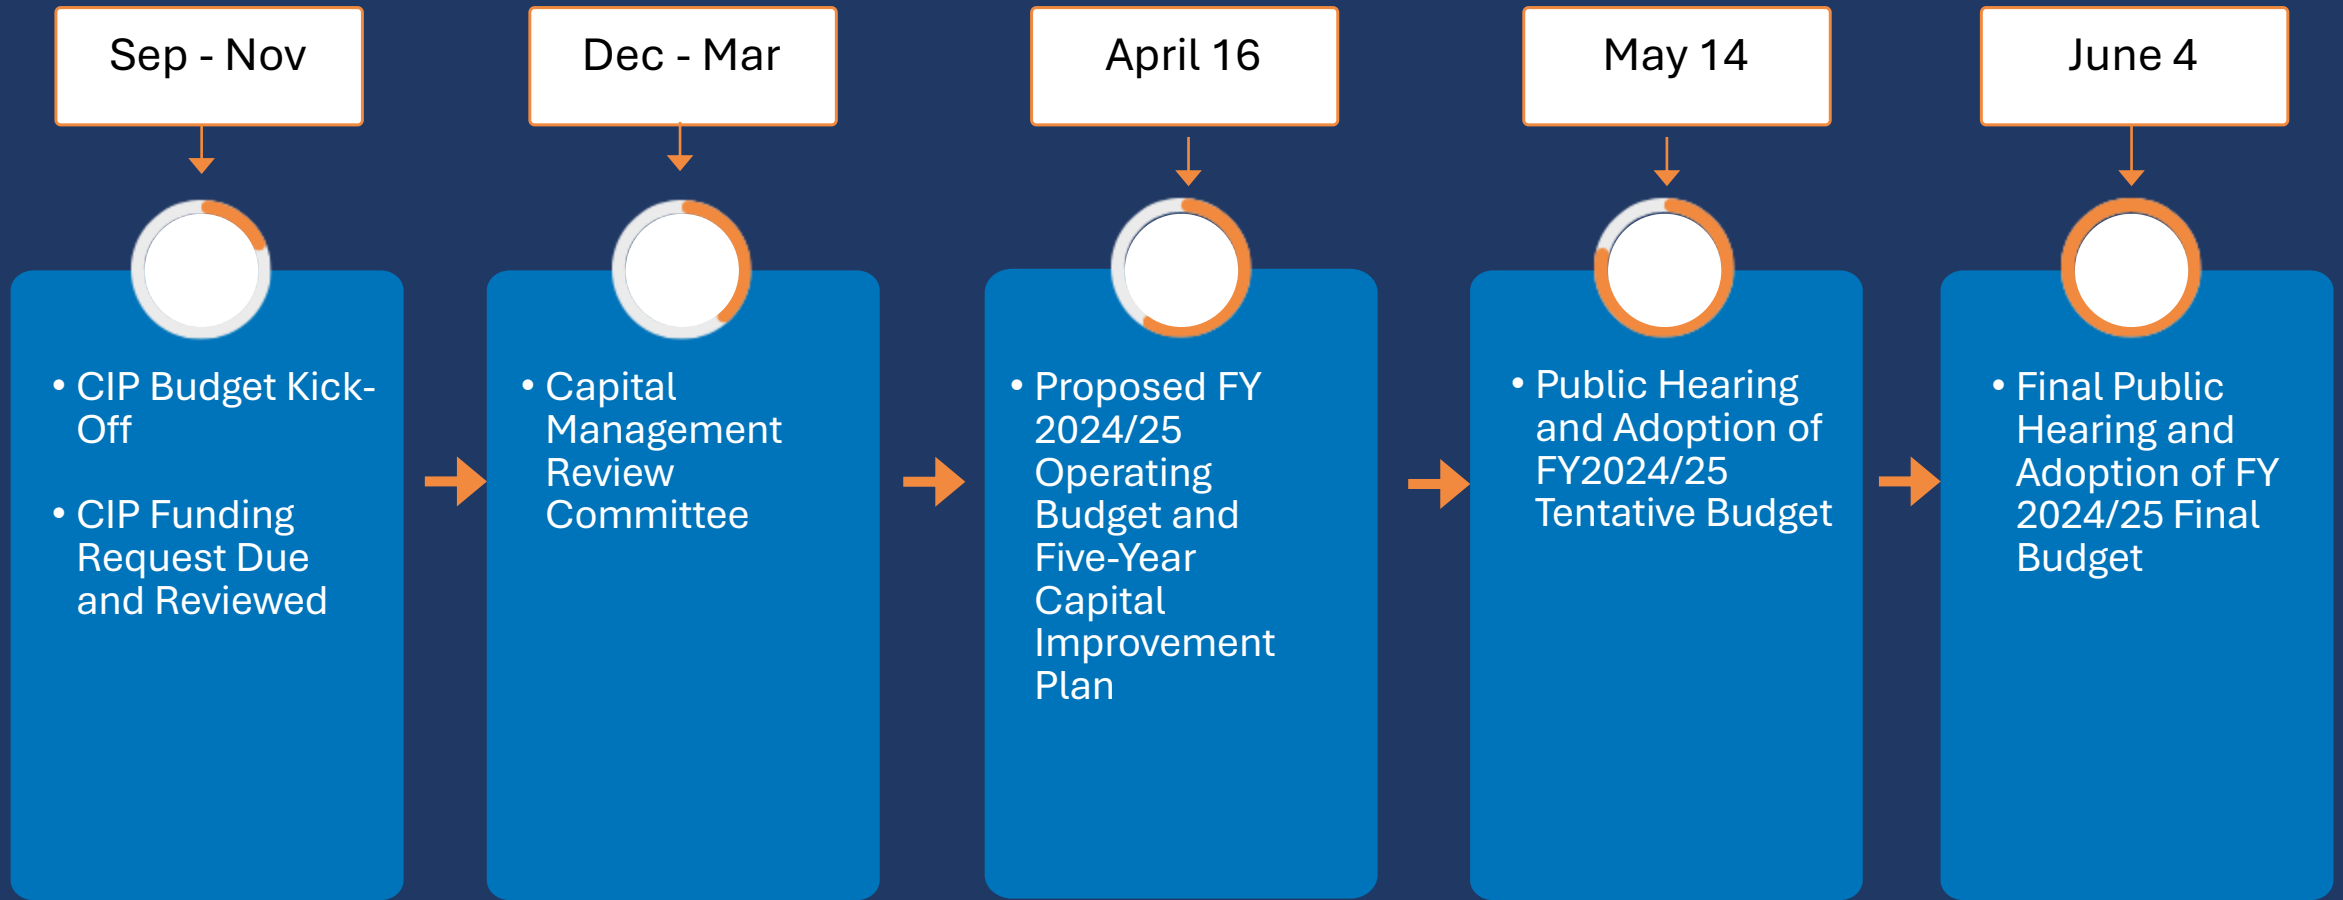 Sep - Nov
Dec - Mar
April 16
May 14
June 4
• CIP Budget Kick-
Off
• CIP Funding
Request Due
and Reviewed
• Capital
Management
Review
Committee
• Proposed FY
2024/25
Operating
Budget and
Five-Year
Capital
Improvement
Plan
• Public Hearing
and Adoption of
FY2024/25
Tentative Budget
• Final Public
Hearing and
Adoption of FY
2024/25 Final
Budget